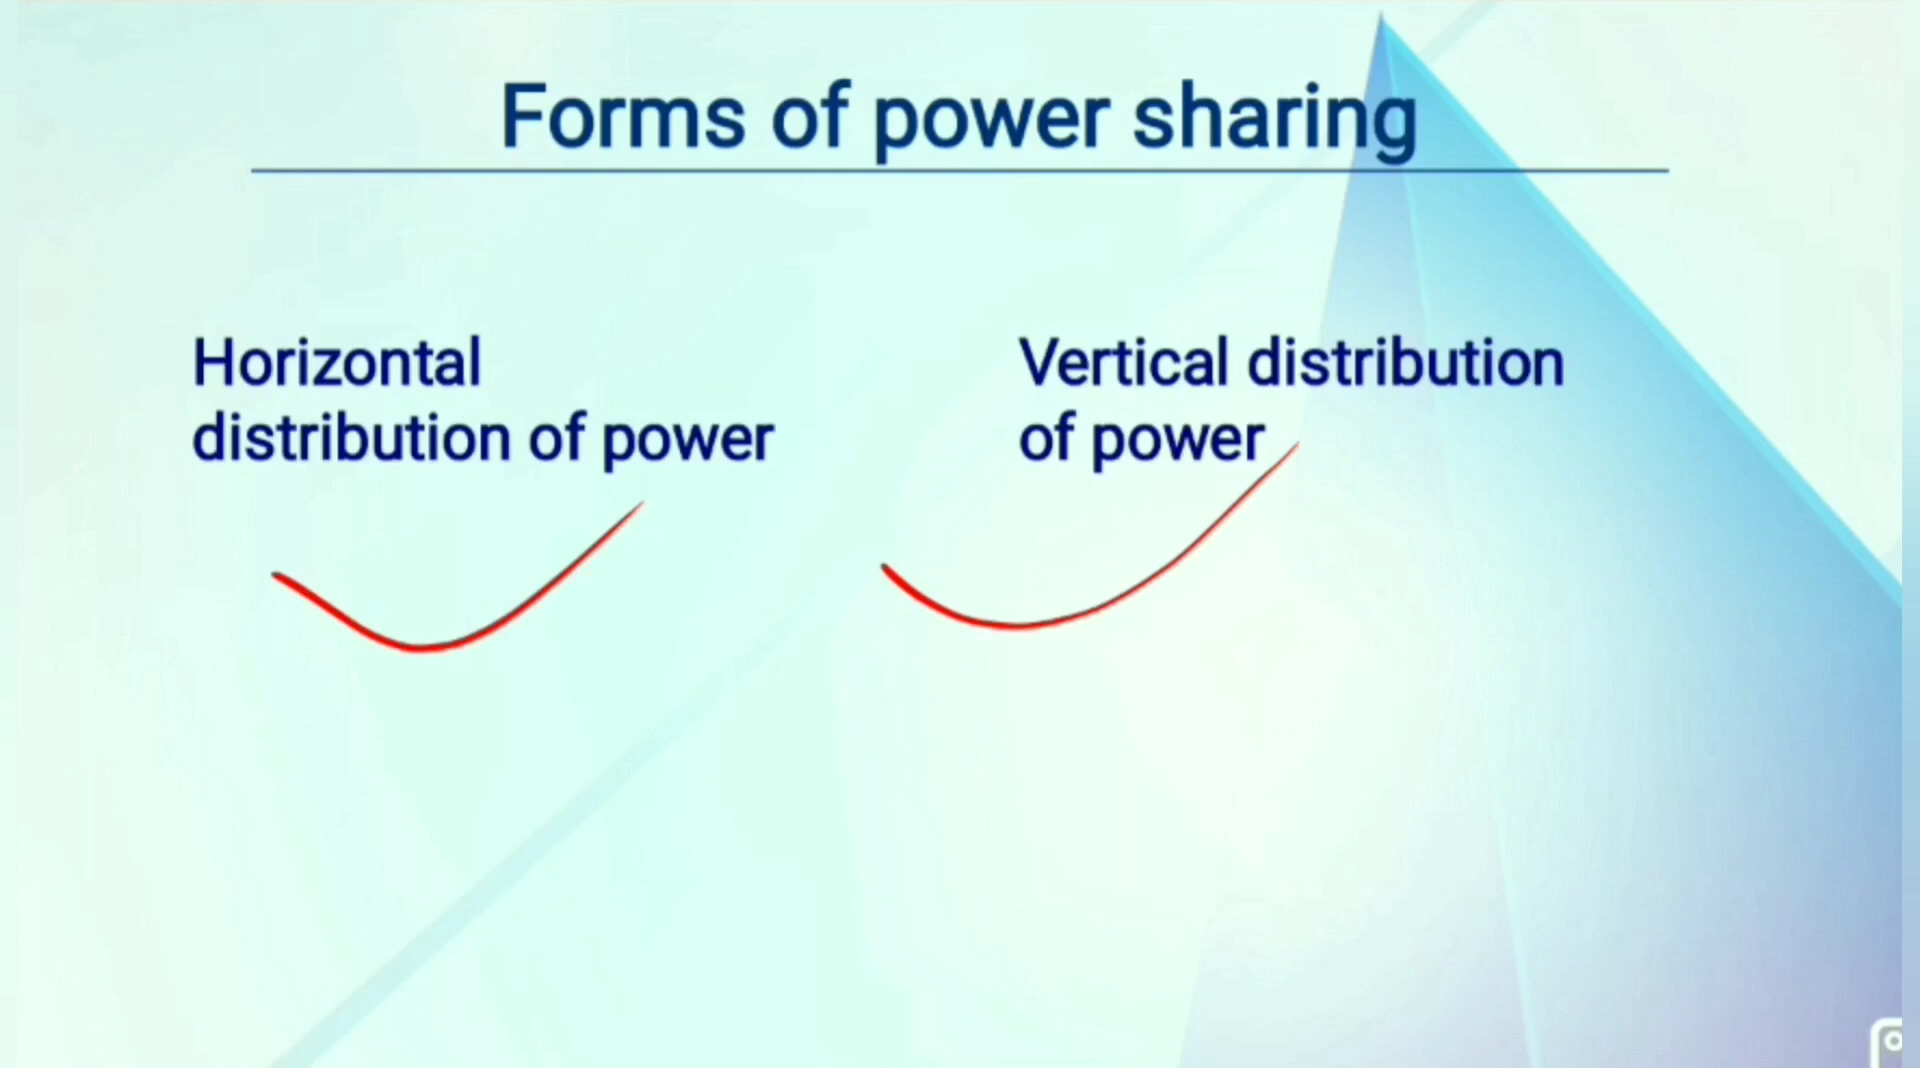 Forms of power sharing
Horizontal
distribution of power
Vertical distribution
of power